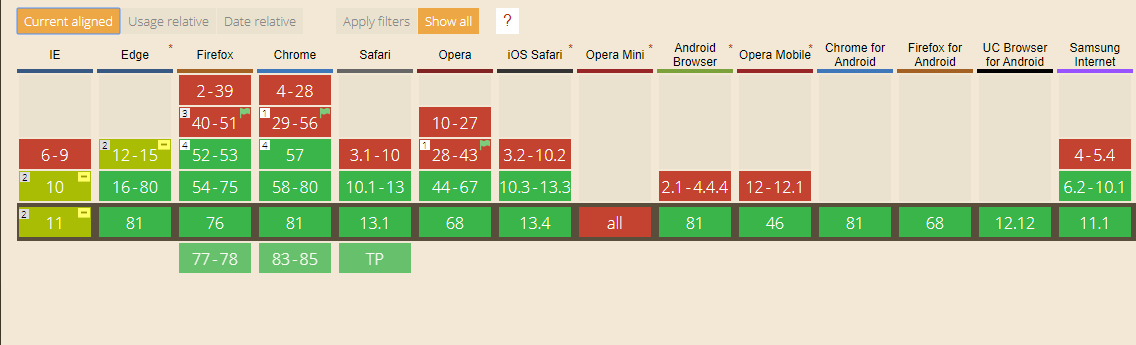 Current aligned Usage relative Date relative Apply filters Show all ?
IE Edge * Firefox Chrome Safari Opera iOS Safari * Opera Mini * Android Browser * Opera Mobile * Chrome for Android Firefox for Android UC Browser for Android Samsung Internet
2-39 4-28
3 40-51 1 29-56 10-27
6-9 2 12-15 4 52-53 4 57 3.1-10 1 28-43 3.2-10.2 4-5.4
2 10 16-80 54-75 58-80 10.1-13 44-67 10.3-13.3 2.1-4.4.4 12-12.1 6.2-10.1
2 11 81 76 81 13.1 68 13.4 all 81 46 81 68 12.12 11.1
77-78 83-85 TP